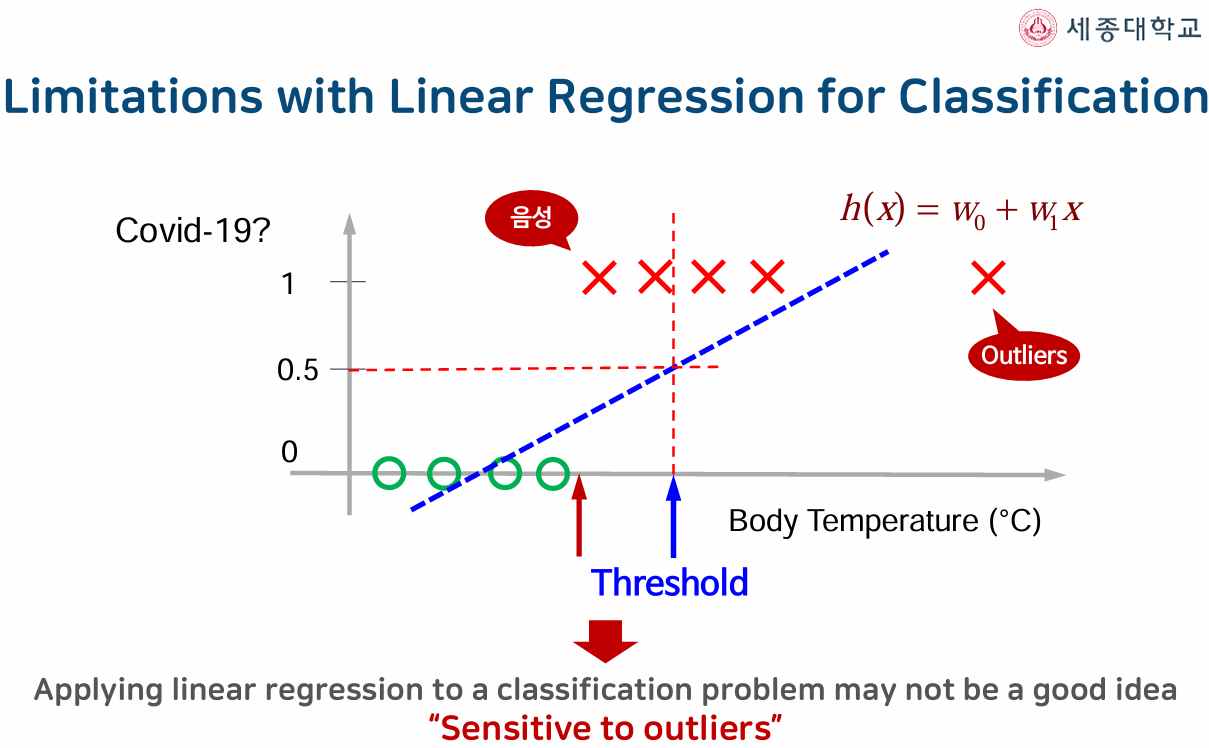 세종대학교
Limitations with Linear Regression for Classification
음성
h(x) = w₀ + w₁x
Covid-19?
1
Outliers
0.5
0
Body Temperature (°C)
Threshold
Applying linear regression to a classification problem may not be a good idea
“Sensitive to outliers”